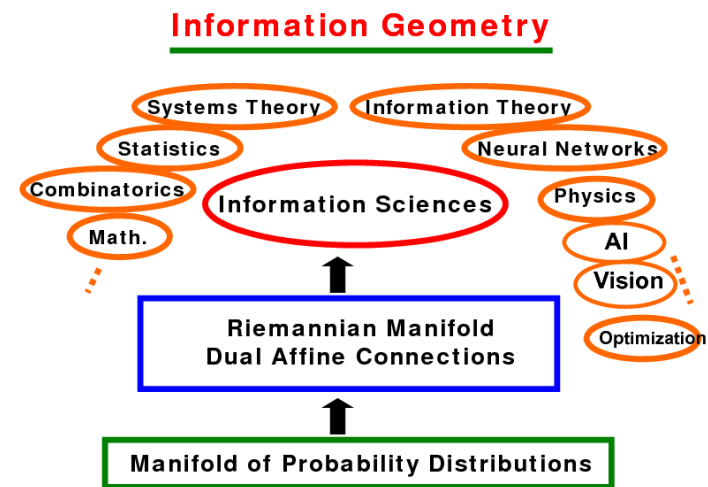 Information Geometry
Systems Theory
Information Theory
Statistics
Neural Networks
Combinatorics
Information Sciences
Physics
Math.
AI
Vision
Riemannian Manifold
Dual Affine Connections
Optimization
Manifold of Probability Distributions